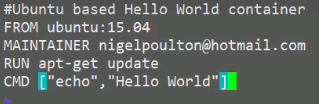 #Ubuntu based Hello World container
FROM ubuntu:15.04
MAINTAINER nigelpoulton@hotmail.com
RUN apt-get update
CMD ["echo","Hello World"]